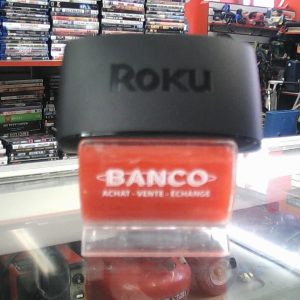 ROKU
BANCO
ACHAT - VENTE - ÉCHANGE